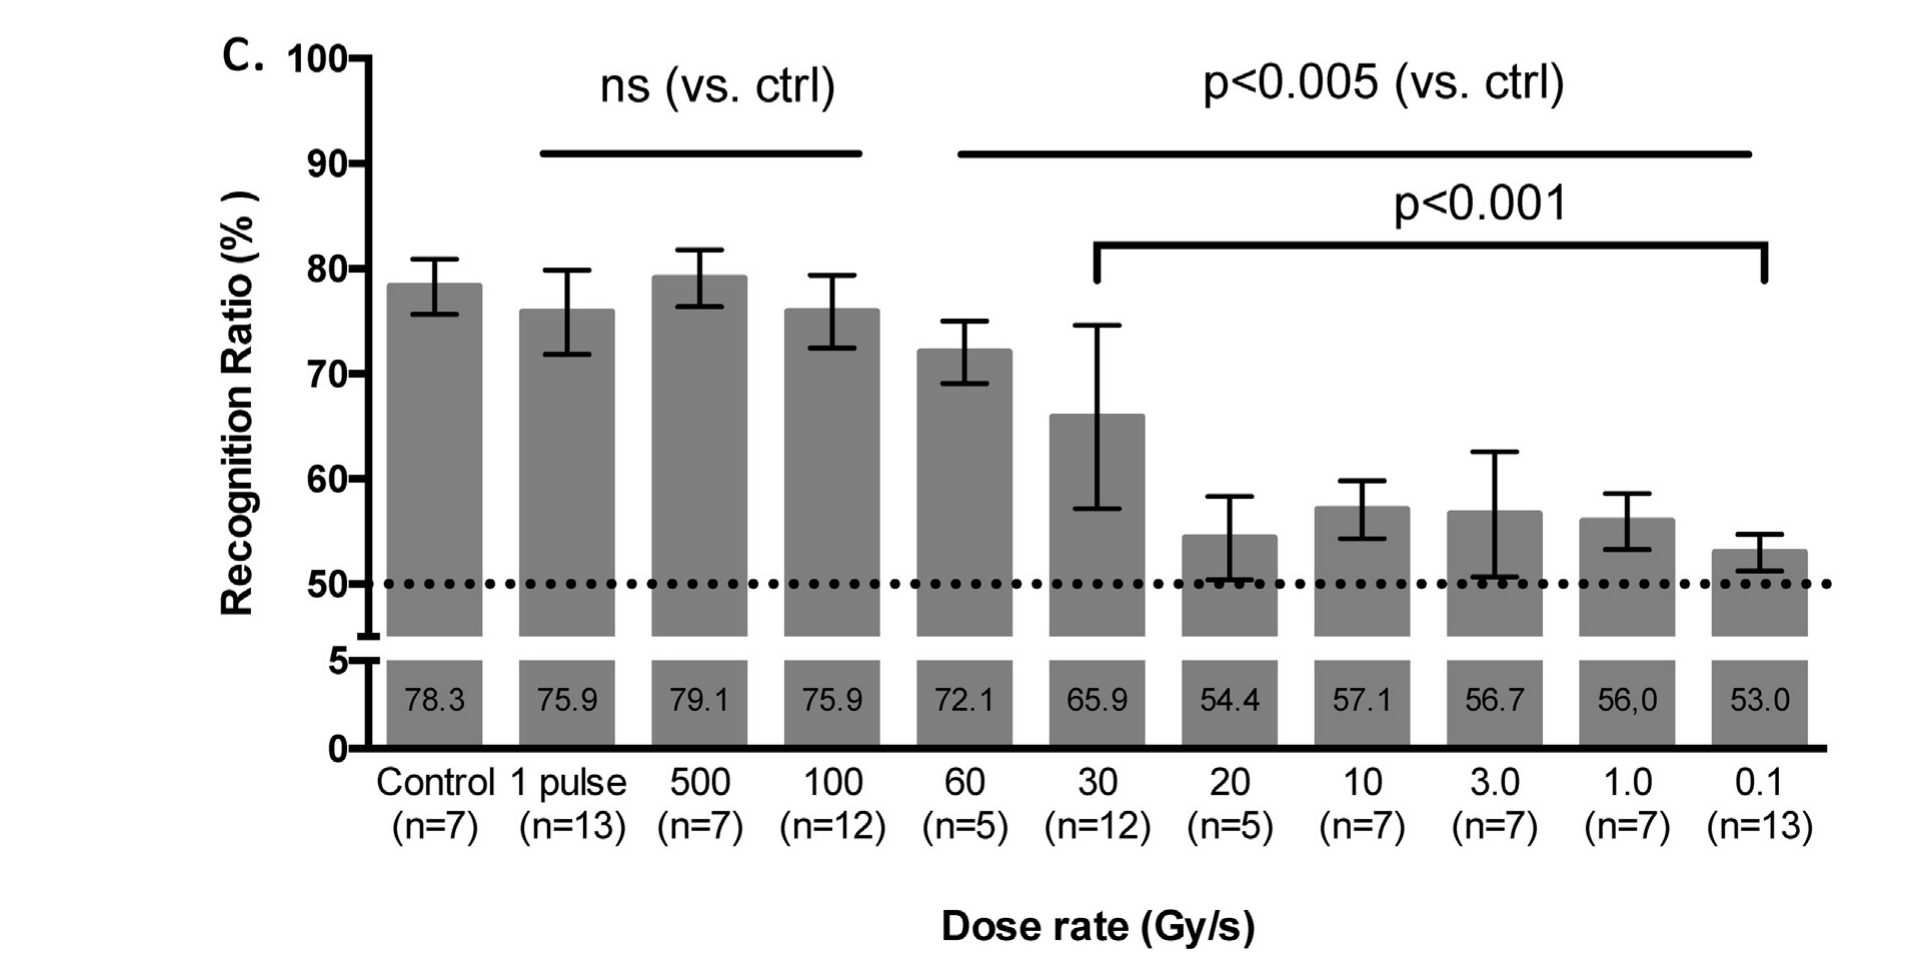 C.
100
90
80
70
60
50
5
0
Recognition Ratio (% )
ns (vs. ctrl)
p<0.005 (vs. ctrl)
p<0.001
78.3 75.9 79.1 75.9 72.1 65.9 54.4 57.1 56.7 56,0 53.0
Control 1 pulse 500 100 60 30 20 10 3.0 1.0 0.1
(n=7) (n=13) (n=7) (n=12) (n=5) (n=12) (n=5) (n=7) (n=7) (n=7) (n=13)
Dose rate (Gy/s)